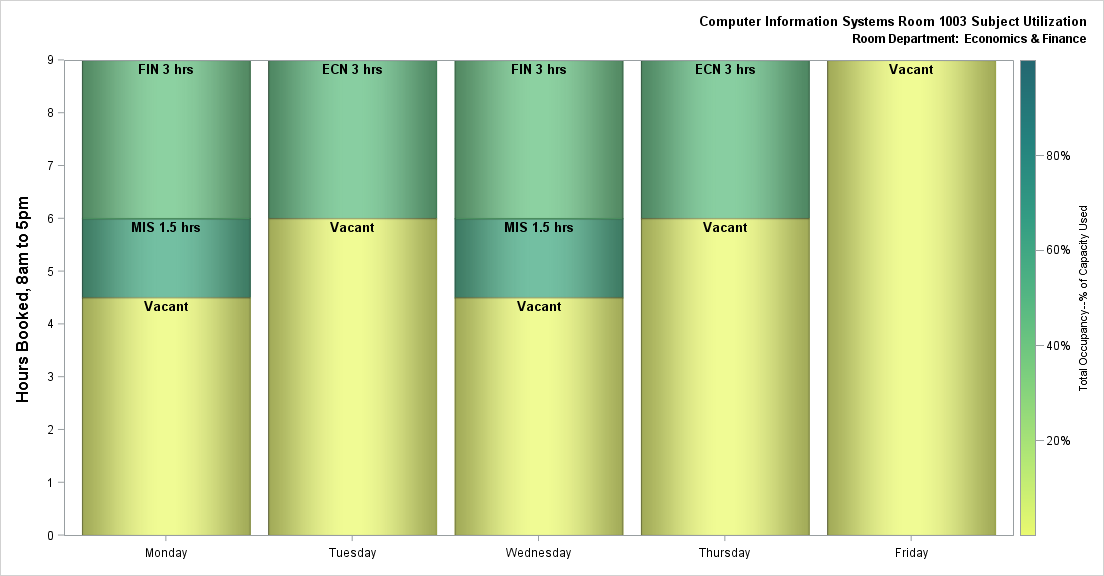 Computer Information Systems Room 1003 Subject Utilization
Room Department: Economics & Finance
Hours Booked, 8am to 5pm
9
8
7
6
5
4
3
2
1
0
FIN 3 hrs
MIS 1.5 hrs
Vacant
ECN 3 hrs
Vacant
FIN 3 hrs
MIS 1.5 hrs
Vacant
ECN 3 hrs
Vacant
Vacant
Monday
Tuesday
Wednesday
Thursday
Friday
80%
60%
40%
20%
Total Occupancy--% of Capacity Used